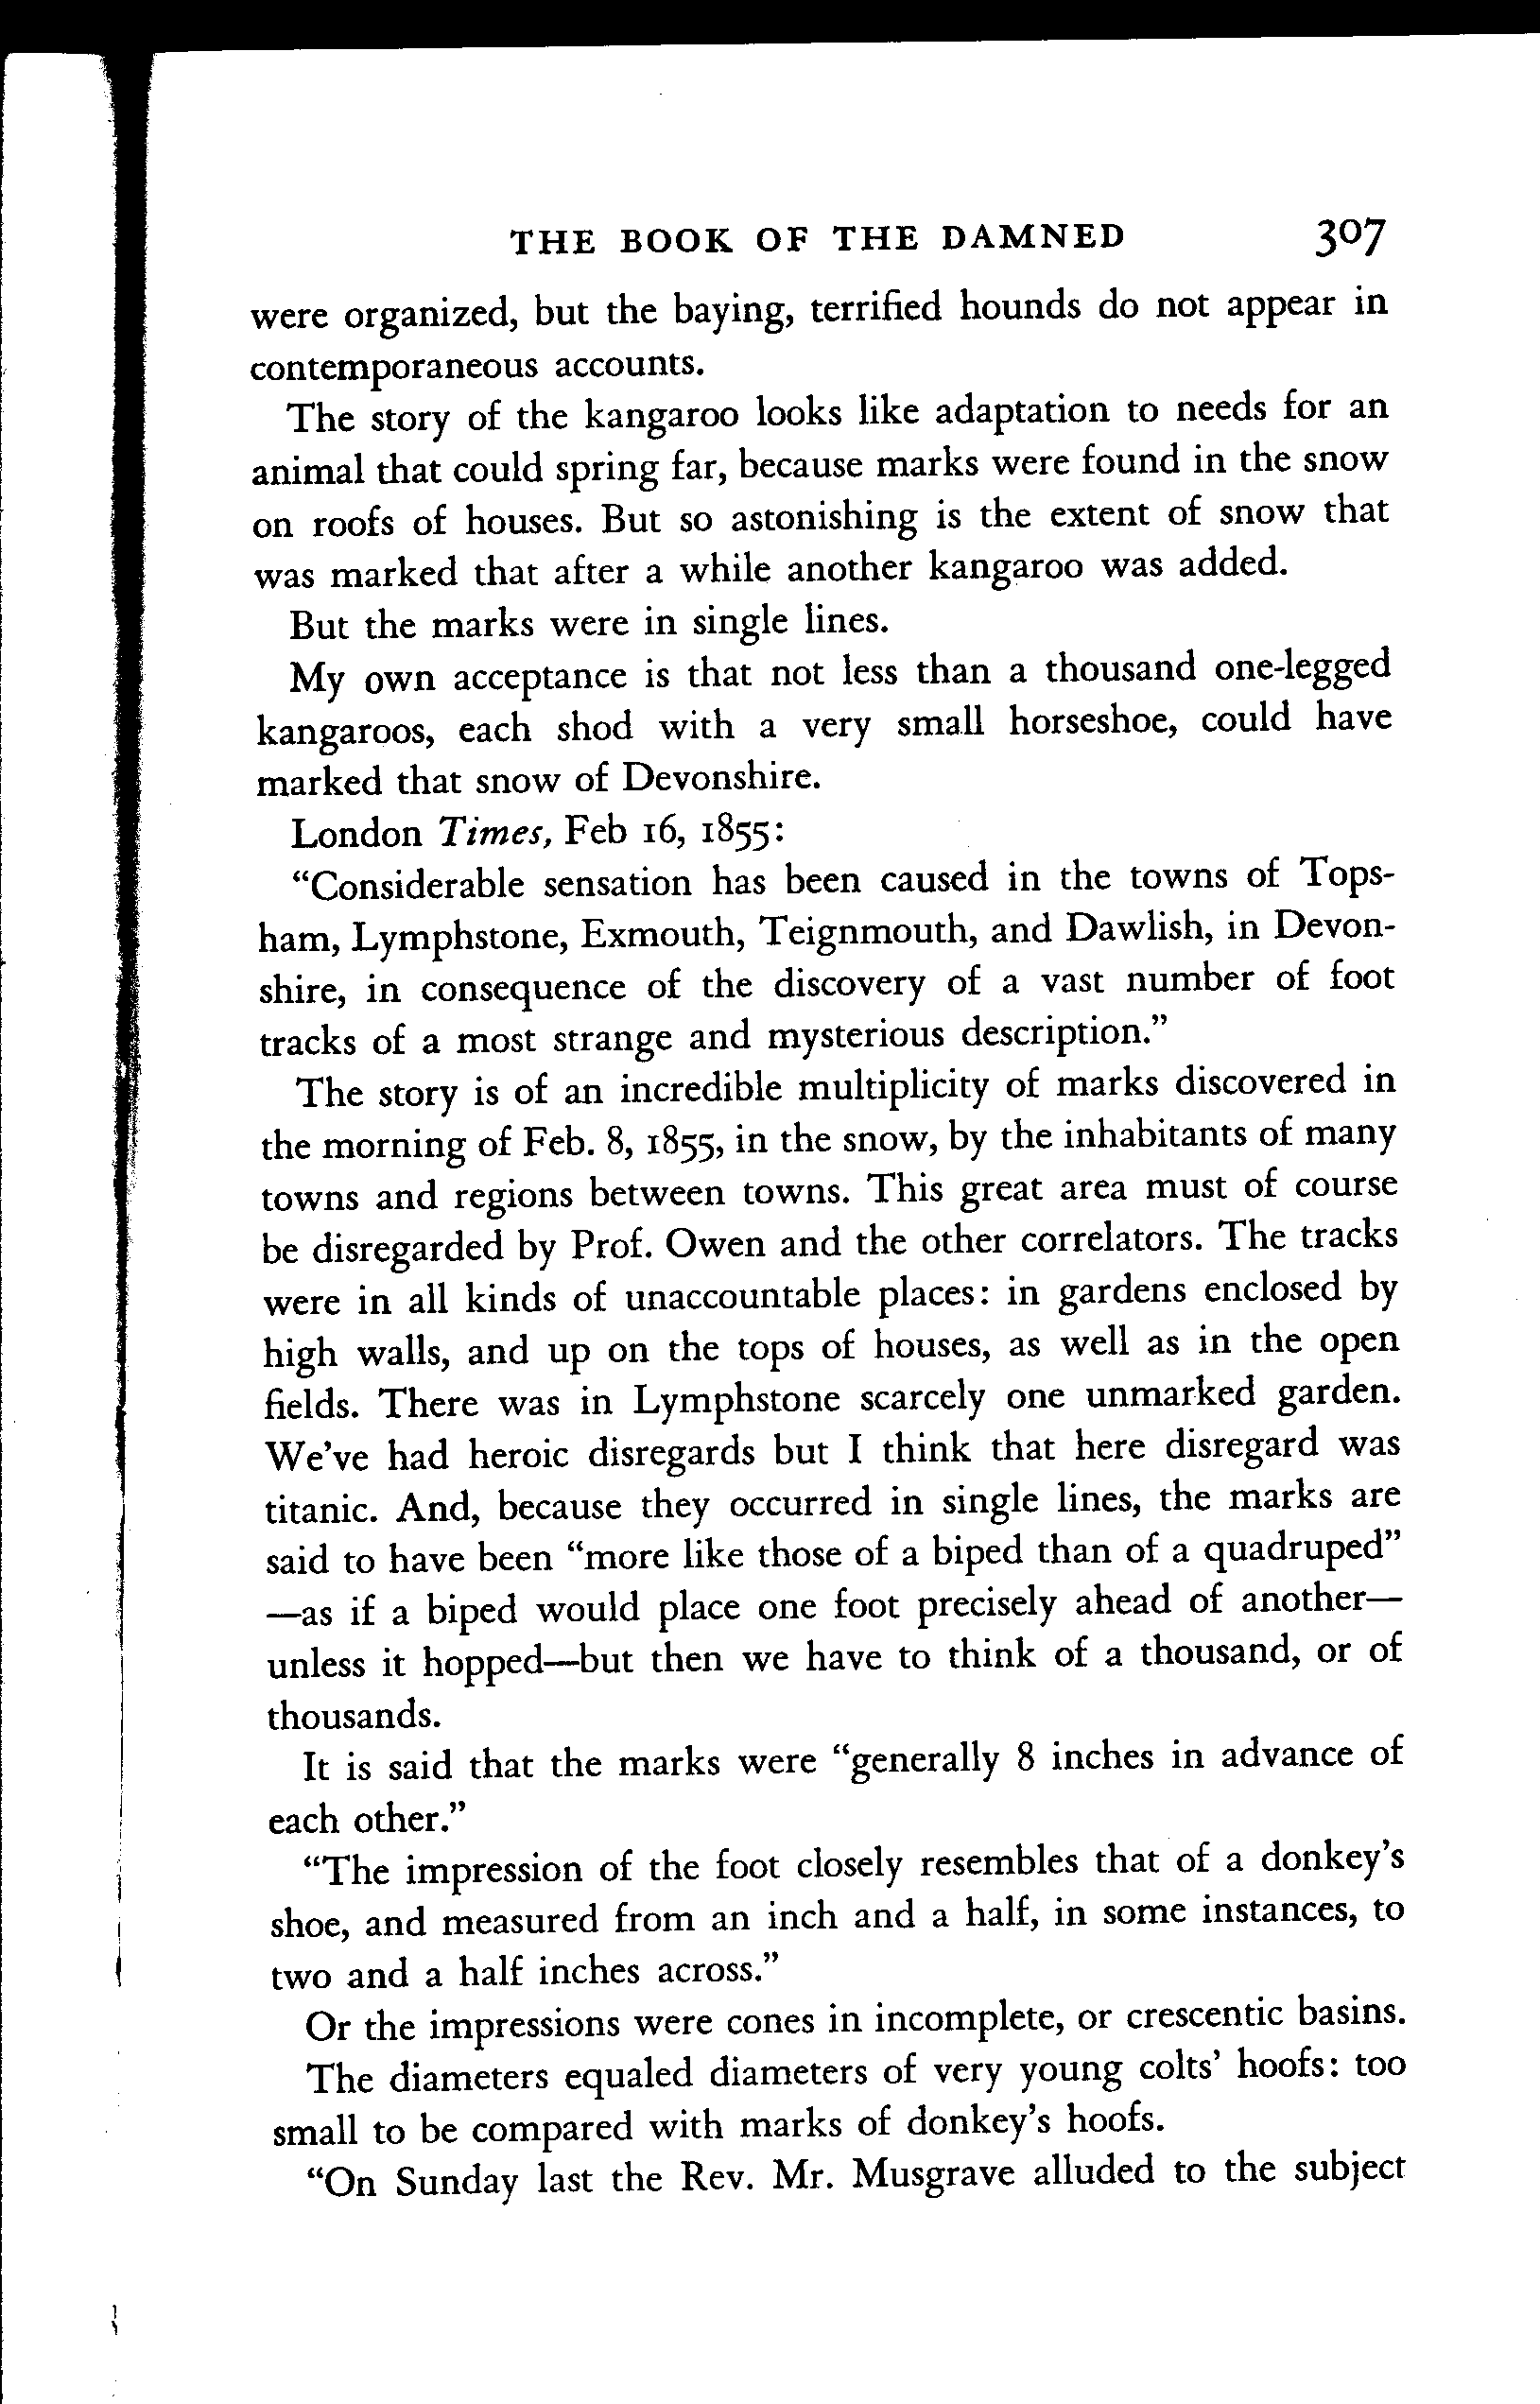 THE BOOK OF THE DAMNED 307
were organized, but the baying, terrified hounds do not appear in
contemporaneous accounts.
The story of the kangaroo looks like adaptation to needs for an
animal that could spring far, because marks were found in the snow
on roofs of houses. But so astonishing is the extent of snow that
was marked that after a while another kangaroo was added.
But the marks were in single lines.
My own acceptance is that not less than a thousand one-legged
kangaroos, each shod with a very small horseshoe, could have
marked that snow of Devonshire.
London Times, Feb 16, 1855:
“Considerable sensation has been caused in the towns of Tops-
ham, Lymphstone, Exmouth, Teignmouth, and Dawlish, in Devon-
shire, in consequence of the discovery of a vast number of foot
tracks of a most strange and mysterious description.”
The story is of an incredible multiplicity of marks discovered in
the morning of Feb. 8, 1855, in the snow, by the inhabitants of many
towns and regions between towns. This great area must of course
be disregarded by Prof. Owen and the other correlators. The tracks
were in all kinds of unaccountable places: in gardens enclosed by
high walls, and up on the tops of houses, as well as in the open
fields. There was in Lymphstone scarcely one unmarked garden.
We’ve had heroic disregards but I think that here disregard was
titanic. And, because they occurred in single lines, the marks are
said to have been “more like those of a biped than of a quadruped”
—as if a biped would place one foot precisely ahead of another—
unless it hopped—but then we have to think of a thousand, or of
thousands.
It is said that the marks were “generally 8 inches in advance of
each other.”
“The impression of the foot closely resembles that of a donkey’s
shoe, and measured from an inch and a half, in some instances, to
two and a half inches across.”
Or the impressions were cones in incomplete, or crescentic basins.
The diameters equaled diameters of very young colts’ hoofs: too
small to be compared with marks of donkey’s hoofs.
“On Sunday last the Rev. Mr. Musgrave alluded to the subject